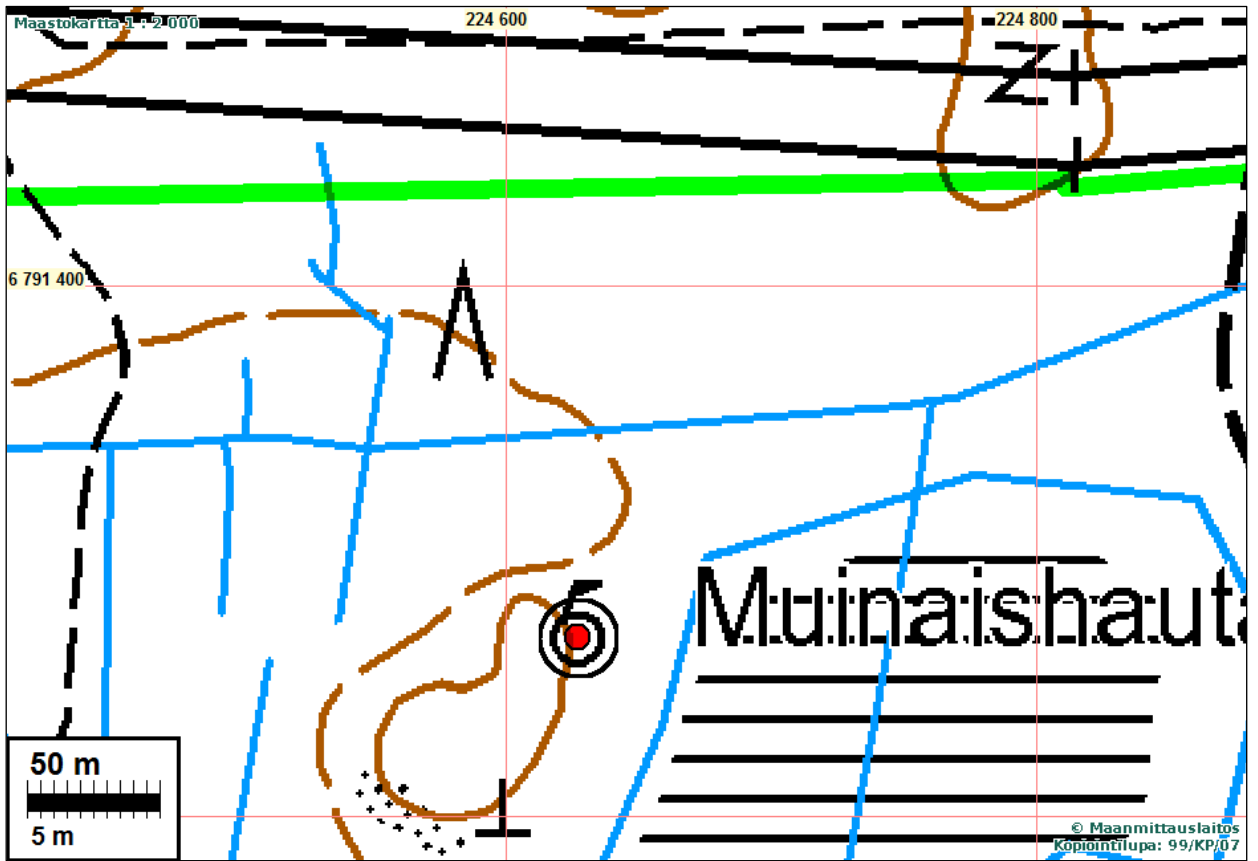 Maastokartta 1 : 2 000
224 600
224 800
6 791 400
Muinaishauta
50 m
5 m
© Maanmittauslaitos
Kopiointilupa: 99/KP/07